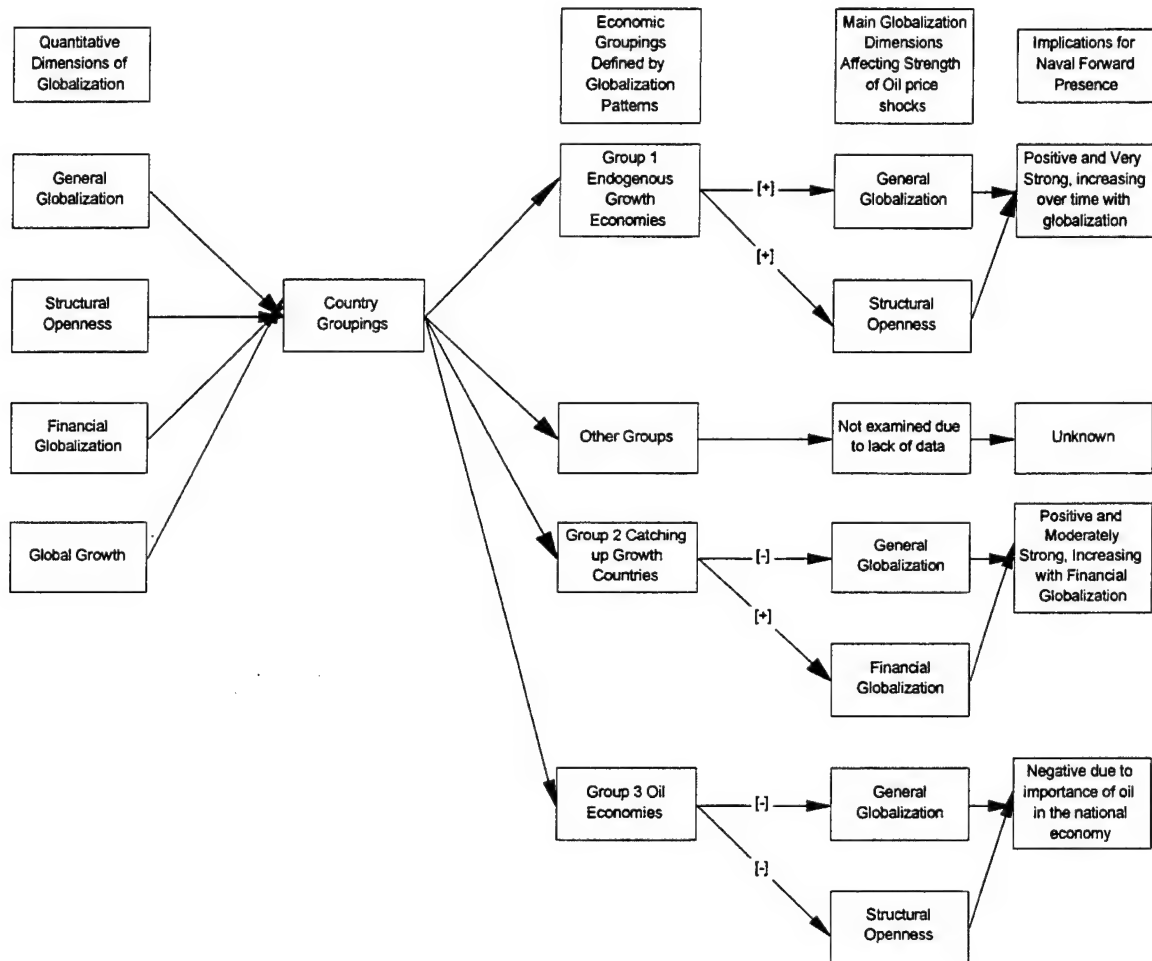 Quantitative
Dimensions of
Globalization
Economic
Groupings
Defined by
Globalization
Patterns
Main Globalization
Dimensions
Affecting Strength
of Oil price
shocks
Implications for
Naval Forward
Presence
General
Globalization
Structural
Openness
Financial
Globalization
Global Growth
Country
Groupings
Group 1
Endogenous
Growth
Economies
[+]
[+]
General
Globalization
Structural
Openness
Positive and Very
Strong, increasing
over time with
globalization
Other Groups
Not examined due
to lack of data
Unknown
Group 2 Catching
up Growth
Countries
[-]
[+]
General
Globalization
Financial
Globalization
Positive and
Moderately
Strong, Increasing
with Financial
Globalization
Group 3 Oil
Economies
[-]
[-]
General
Globalization
Structural
Openness
Negative due to
importance of oil
in the national
economy